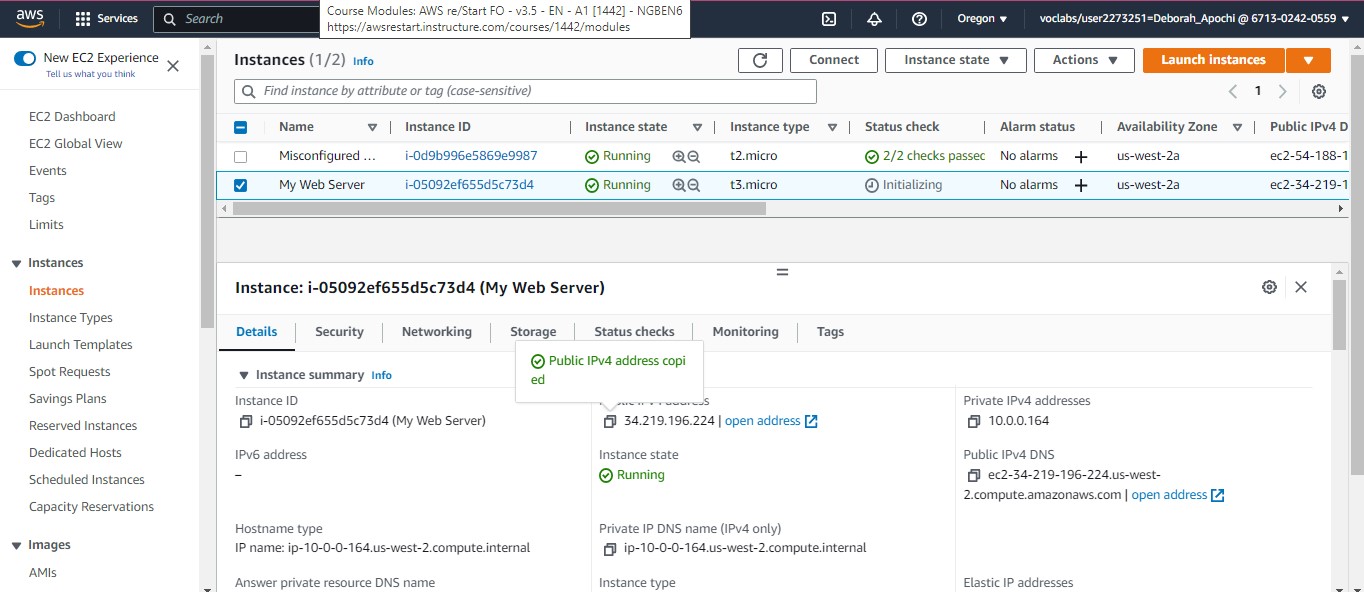 Course Modules: AWS re/Start FO - v3.5 - EN - A1 [1442] - NGBEN6
https://awsrestart.instructure.com/courses/1442/modules
aws Services Search Oregon voclabs/user2273251=Deborah_Apochi @ 6713-0242-0559
New EC2 Experience
Tell us what you think
EC2 Dashboard
EC2 Global View
Events
Tags
Limits
Instances
Instances
Instance Types
Launch Templates
Spot Requests
Savings Plans
Reserved Instances
Dedicated Hosts
Scheduled Instances
Capacity Reservations
Images
AMIs
Instances (1/2) Info Connect Instance state Actions Launch instances
Find instance by attribute or tag (case-sensitive) 1
Name Instance ID Instance state Instance type Status check Alarm status Availability Zone Public IPv4 D
Misconfigured ... i-0d9b996e5869e9987 Running t2.micro 2/2 checks passec No alarms + us-west-2a ec2-54-188-1
My Web Server i-05092ef655d5c73d4 Running t3.micro Initializing No alarms + us-west-2a ec2-34-219-1
Instance: i-05092ef655d5c73d4 (My Web Server)
Details Security Networking Storage Status checks Monitoring Tags
Public IPv4 address copi
ed
Instance summary Info
Instance ID
i-05092ef655d5c73d4 (My Web Server)
34.219.196.224 | open address
Private IPv4 addresses
10.0.0.164
IPv6 address
–
Instance state
Running
Public IPv4 DNS
ec2-34-219-196-224.us-west-
2.compute.amazonaws.com | open address
Hostname type
IP name: ip-10-0-0-164.us-west-2.compute.internal
Private IP DNS name (IPv4 only)
ip-10-0-0-164.us-west-2.compute.internal
Answer private resource DNS name
Instance type
Elastic IP addresses